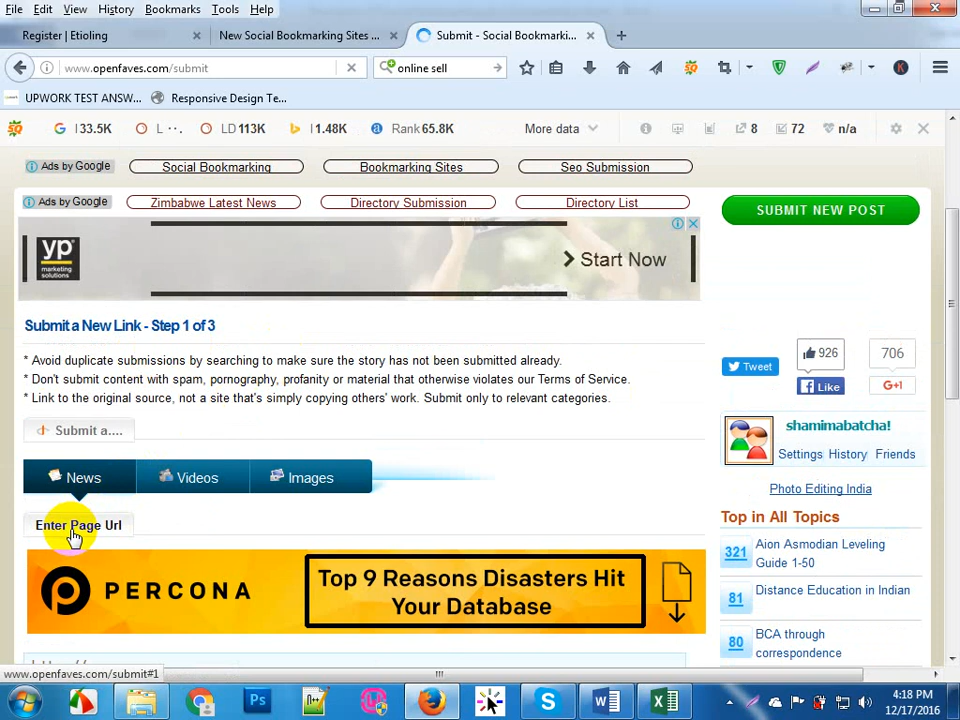 File Edit View History Bookmarks Tools Help
Register | Etioling
New Social Bookmarking Sites ...
Submit - Social Bookmarki...
www.openfaves.com/submit
online sell
UPWORK TEST ANSW...
Responsive Design Te...
I33.5K
L
LD 113K
I1.48K
Rank 65.8K
More data
8
72
n/a
Ads by Google
Social Bookmarking
Bookmarking Sites
Seo Submission
Ads by Google
Zimbabwe Latest News
Directory Submission
Directory List
SUBMIT NEW POST
yp
marketing
solutions
Start Now
Submit a New Link - Step 1 of 3
* Avoid duplicate submissions by searching to make sure the story has not been submitted already.
* Don't submit content with spam, pornography, profanity or material that otherwise violates our Terms of Service.
* Link to the original source, not a site that's simply copying others' work. Submit only to relevant categories.
Submit a....
News
Videos
Images
Enter Page Url
PERCONA
Top 9 Reasons Disasters Hit
Your Database
Tweet
926
Like
706
G+1
shamimabatcha!
Settings History Friends
Photo Editing India
Top in All Topics
321
Aion Asmodian Leveling
Guide 1-50
81
Distance Education in Indian
80
BCA through
correspondence
www.openfaves.com/submit#1
Ps
4:18 PM
12/17/2016